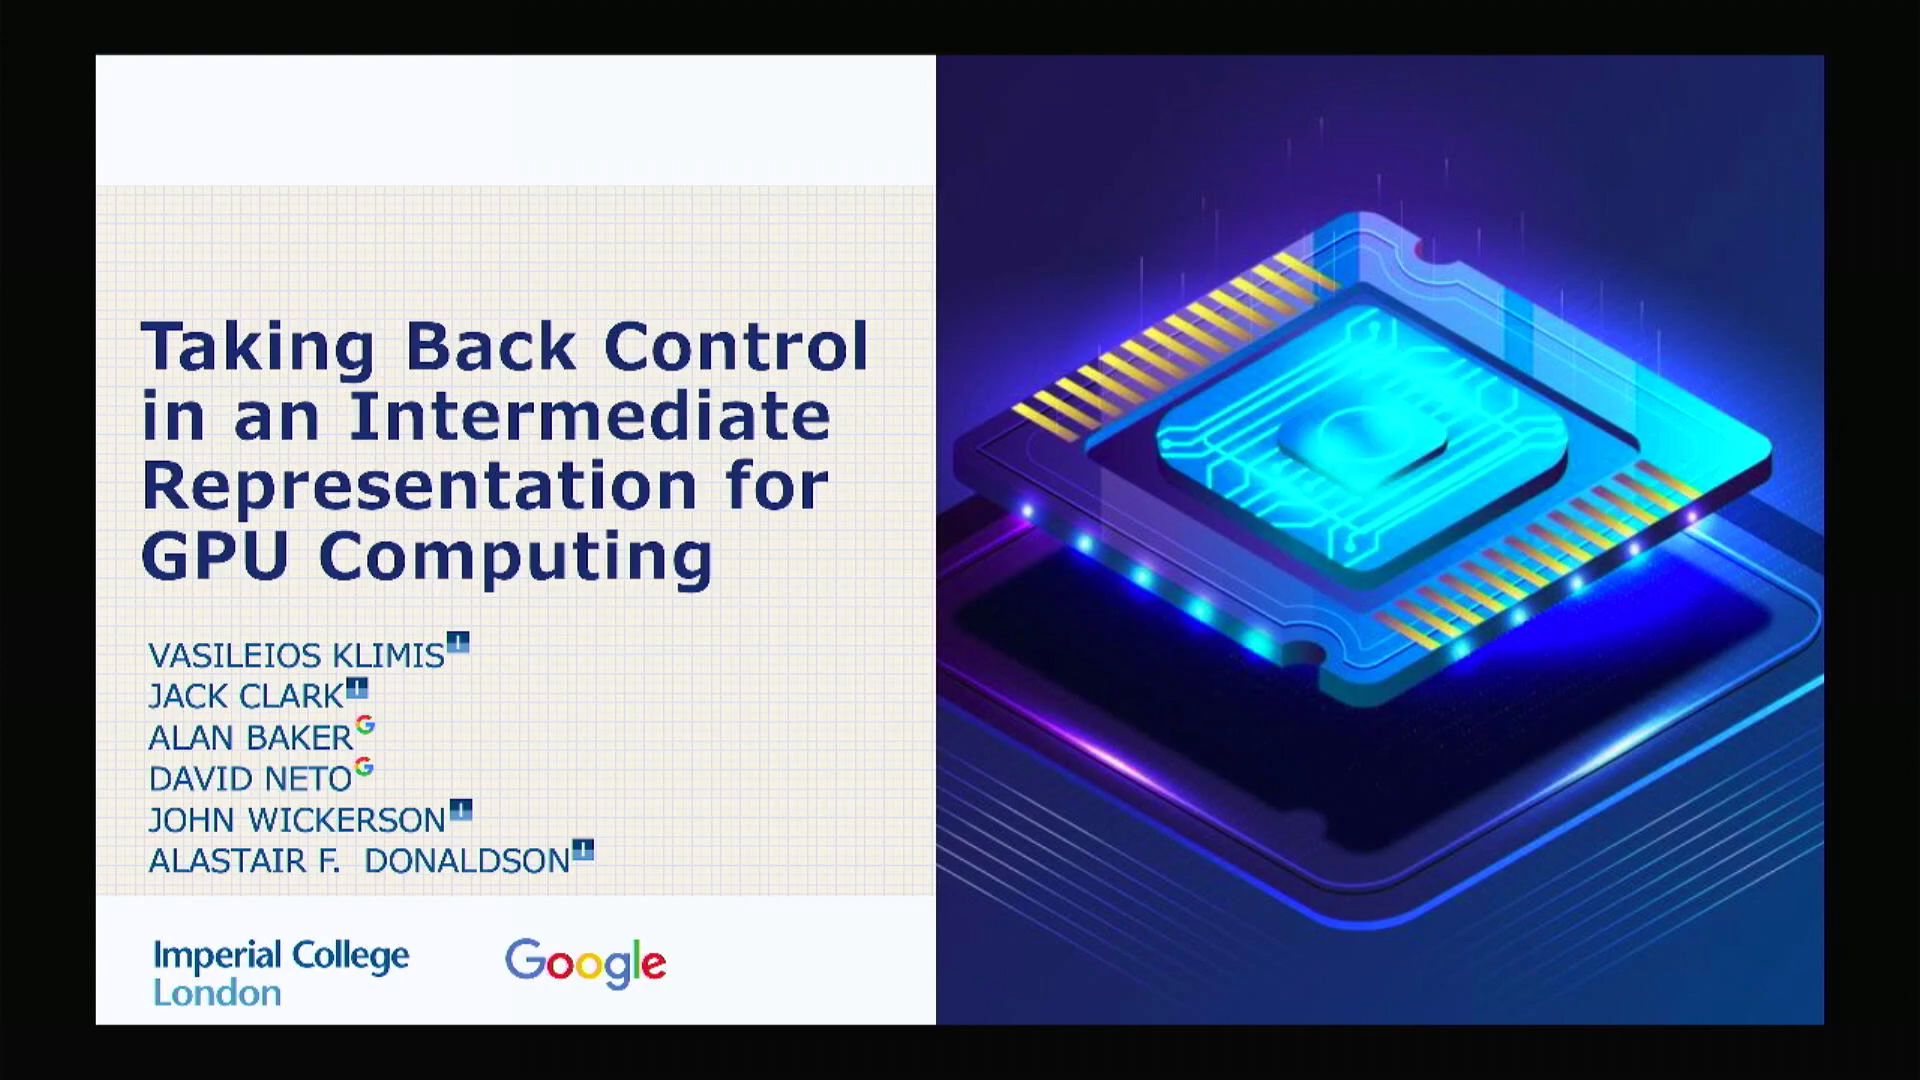 Taking Back Control
in an Intermediate
Representation for
GPU Computing
VASILEIOS KLIMIS
JACK CLARK
ALAN BAKER
DAVID NETO
JOHN WICKERSON
ALASTAIR F. DONALDSON
Imperial College
London
Google